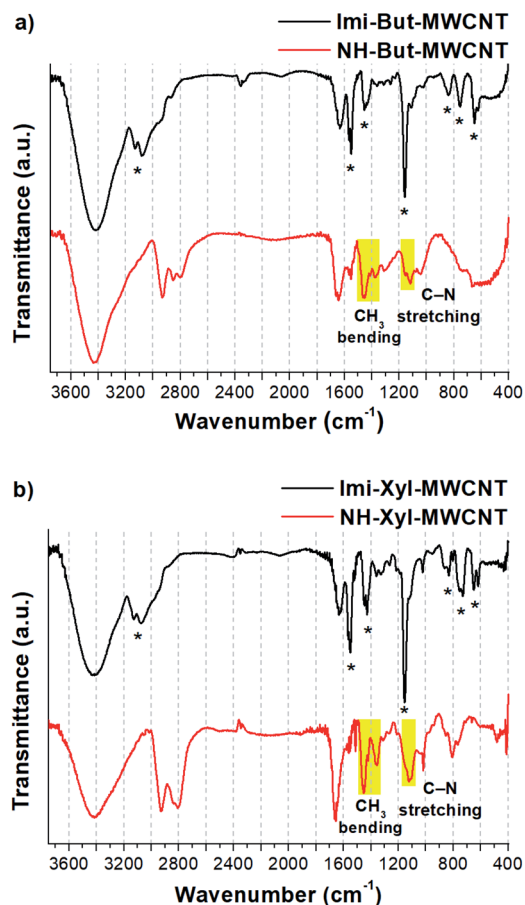 a)
Imi-But-MWCNT
NH-But-MWCNT
Transmittance (a.u.)
*
*
*
*
*
*
*
CH3
bending
C–N
stretching
3600 3200 2800 2400 2000 1600 1200 800 400
Wavenumber (cm-1)
b)
Imi-Xyl-MWCNT
NH-Xyl-MWCNT
Transmittance (a.u.)
*
*
*
*
*
*
*
CH3
bending
C–N
stretching
3600 3200 2800 2400 2000 1600 1200 800 400
Wavenumber (cm-1)